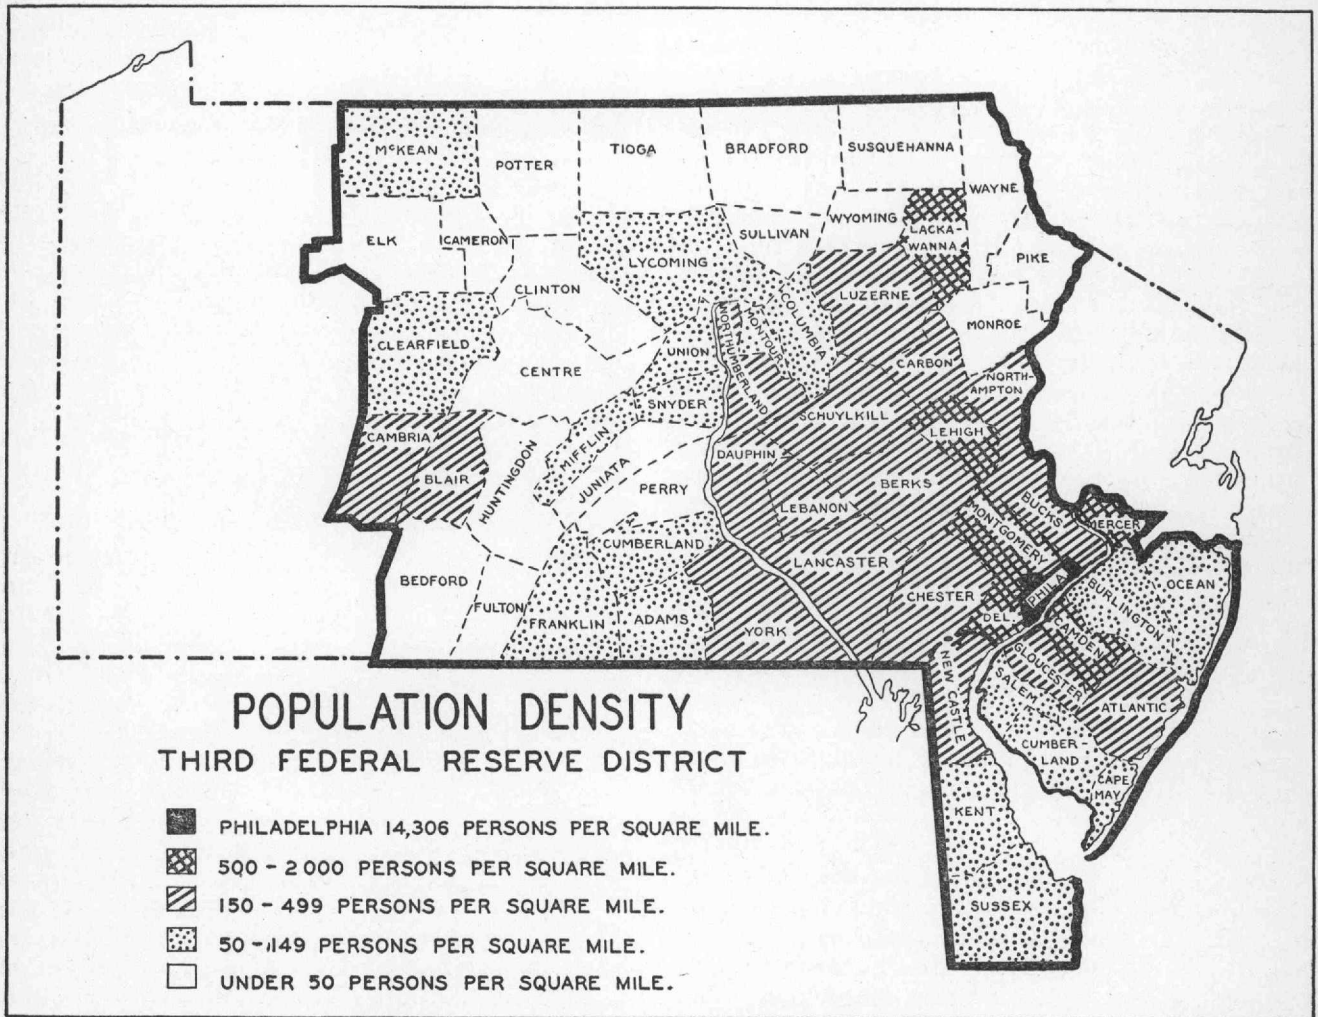 McKEAN
POTTER
TIOGA
BRADFORD
SUSQUEHANNA
WAYNE
ELK
CAMERON
LYCOMING
SULLIVAN
WYOMING
LACKA-
WANNA
PIKE
CLINTON
LUZERNE
COLUMBIA
MONTOUR
NORTHUMBERLAND
MONROE
CLEARFIELD
CENTRE
UNION
CARBON
NORTH-
AMPTON
SNYDER
SCHUYLKILL
LEHIGH
CAMBRIA
BLAIR
HUNTINGDON
MIFFLIN
JUNIATA
PERRY
DAUPHIN
LEBANON
BERKS
BUCKS
MONTGOMERY
MERCER
CUMBERLAND
LANCASTER
CHESTER
PHILA.
BURLINGTON
OCEAN
BEDFORD
FULTON
FRANKLIN
ADAMS
YORK
DEL.
CAMDEN
GLOUCESTER
SALEM
ATLANTIC
NEW CASTLE
CUMBER-
LAND
CAPE
MAY
KENT
SUSSEX
POPULATION DENSITY
THIRD FEDERAL RESERVE DISTRICT
PHILADELPHIA 14,306 PERSONS PER SQUARE MILE.
500 - 2000 PERSONS PER SQUARE MILE.
150 - 499 PERSONS PER SQUARE MILE.
50 - 149 PERSONS PER SQUARE MILE.
UNDER 50 PERSONS PER SQUARE MILE.